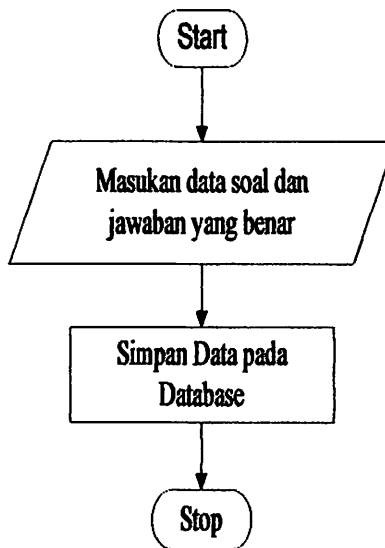 Start
Masukan data soal dan
jawaban yang benar
Simpan Data pada
Database
Stop